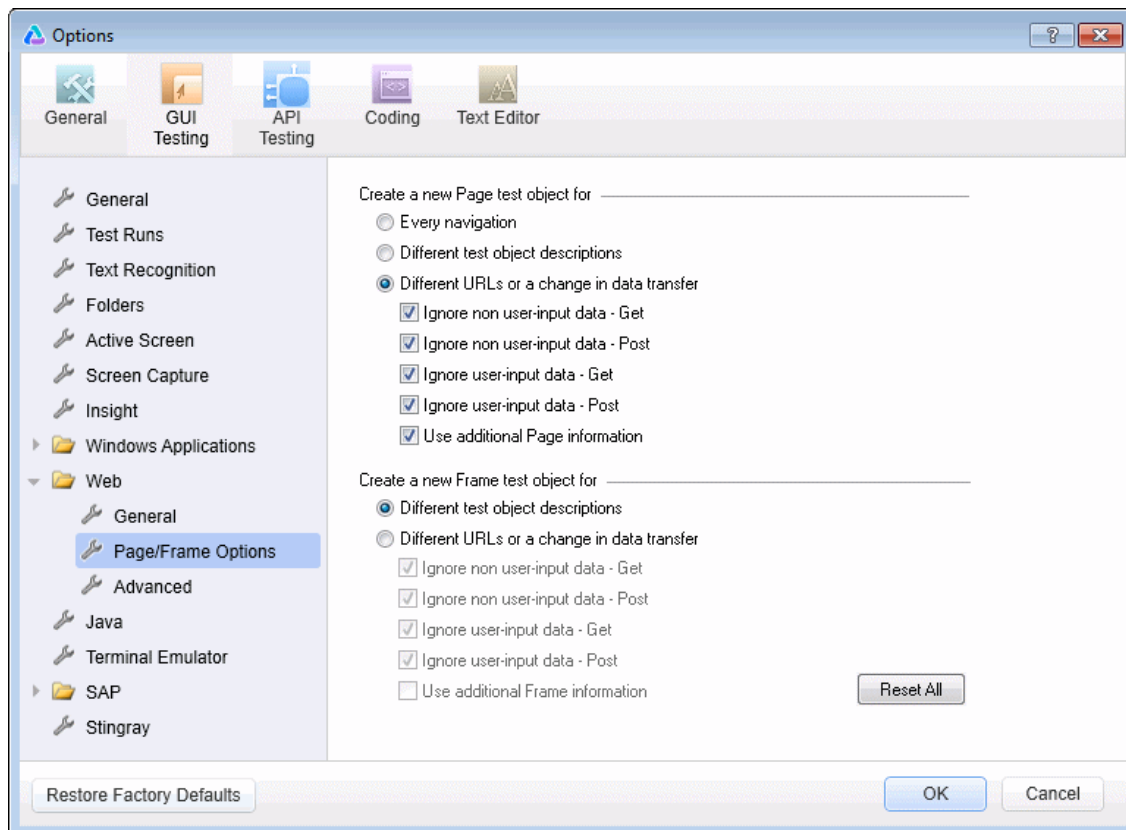 Options
General
GUI
Testing
API
Testing
Coding
Text Editor
General
Test Runs
Text Recognition
Folders
Active Screen
Screen Capture
Insight
Windows Applications
Web
General
Page/Frame Options
Advanced
Java
Terminal Emulator
SAP
Stingray
Create a new Page test object for
Every navigation
Different test object descriptions
Different URLs or a change in data transfer
Ignore non user-input data - Get
Ignore non user-input data - Post
Ignore user-input data - Get
Ignore user-input data - Post
Use additional Page information
Create a new Frame test object for
Different test object descriptions
Different URLs or a change in data transfer
Ignore non user-input data - Get
Ignore non user-input data - Post
Ignore user-input data - Get
Ignore user-input data - Post
Use additional Frame information
Reset All
Restore Factory Defaults
OK
Cancel